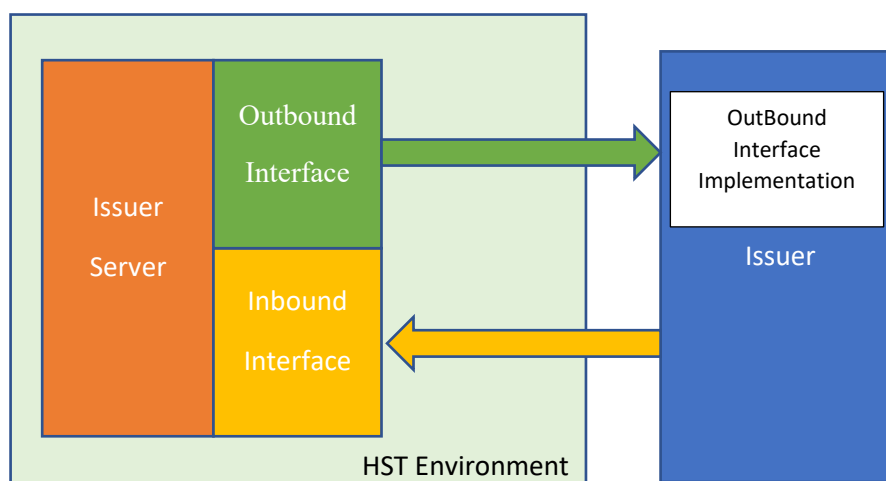 Issuer
Server
Outbound
Interface
Inbound
Interface
HST Environment
OutBound
Interface
Implementation
Issuer